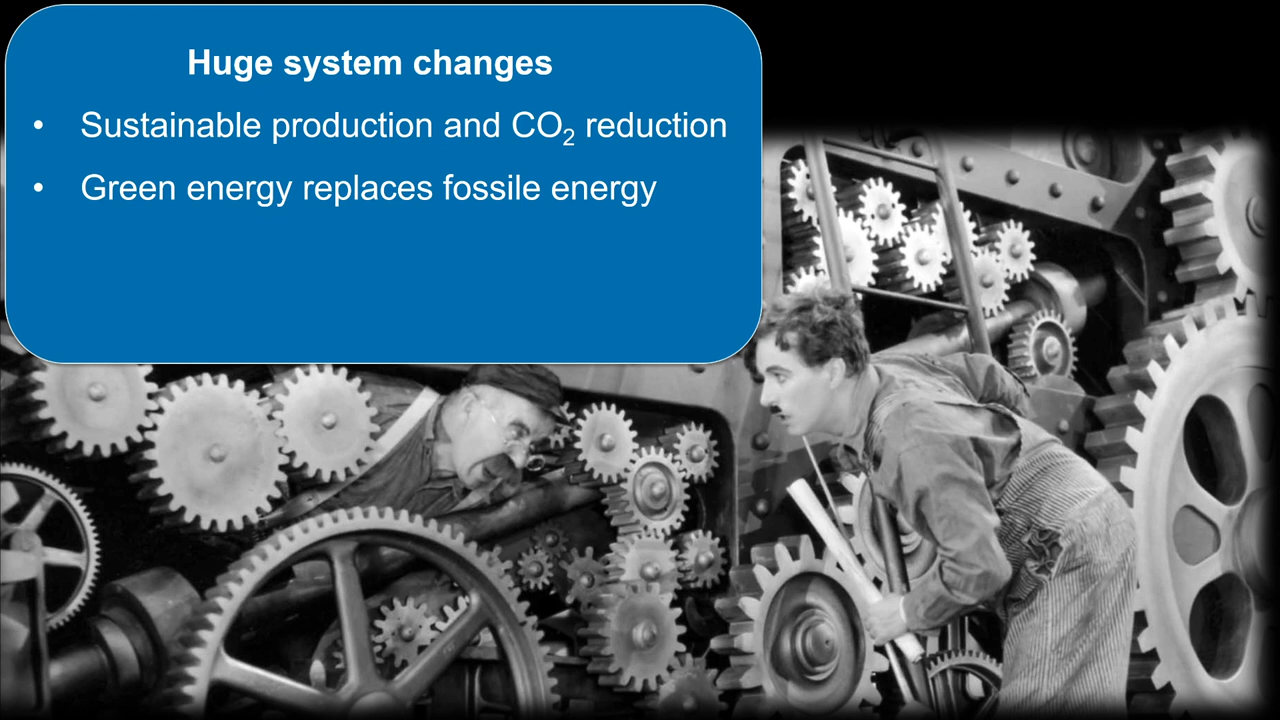 Huge system changes
• Sustainable production and CO₂ reduction
• Green energy replaces fossile energy